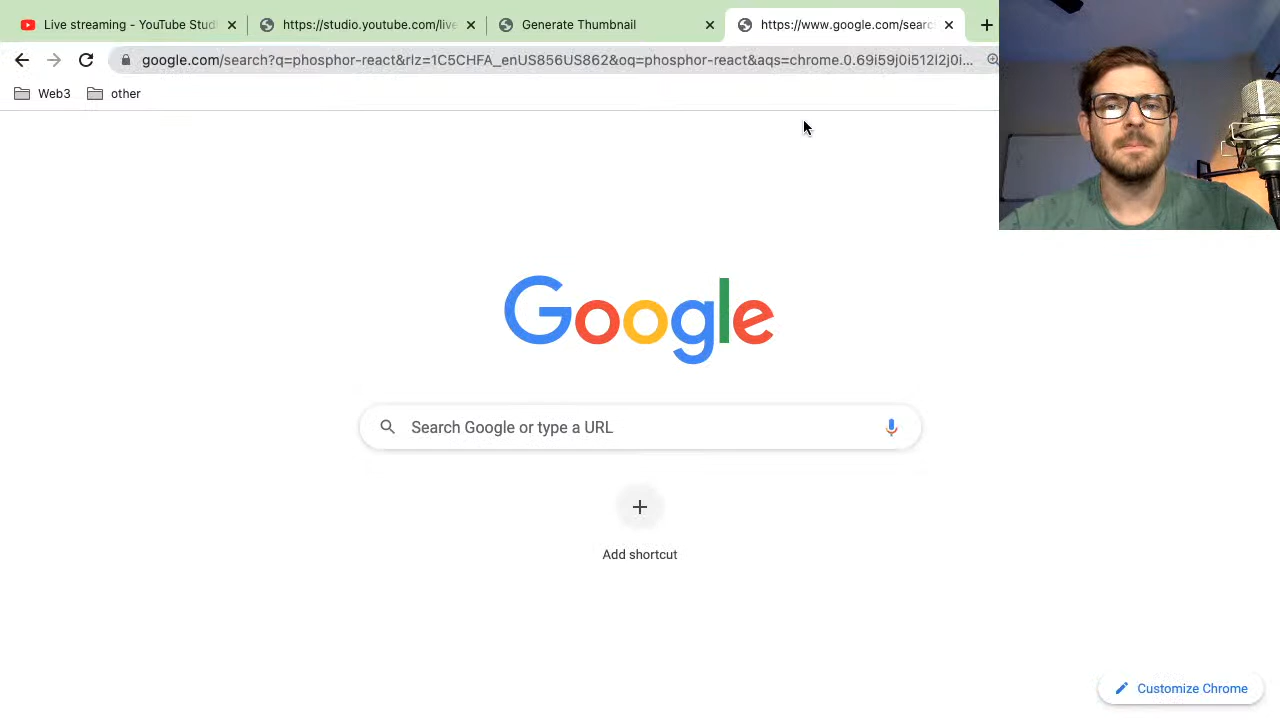 Live streaming - YouTube Stud
https://studio.youtube.com/live
Generate Thumbnail
https://www.google.com/searc
google.com/search?q=phosphor-react&rlz=1C5CHFA_enUS856US862&oq=phosphor-react&aqs=chrome.0.69i59j0i512l2j0i...
Web3
other
Google
Search Google or type a URL
Add shortcut
Customize Chrome